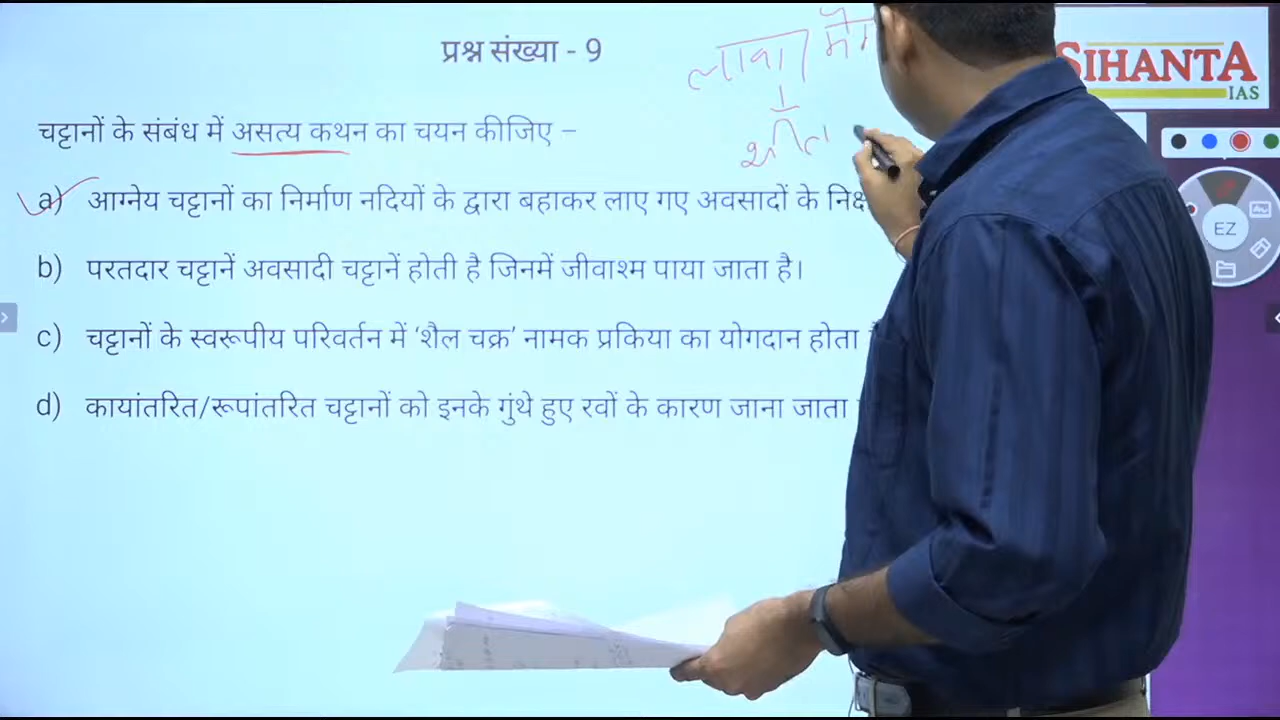 प्रश्न संख्या - 9
लावा
SIHANTA
IAS
चट्टानों के संबंध में असत्य कथन का चयन कीजिए –
a) आग्नेय चट्टानों का निर्माण नदियों के द्वारा बहाकर लाए गए अवसादों के
b) परतदार चट्टानें अवसादी चट्टानें होती है जिनमें जीवाश्म पाया जाता है।
EZ
c) चट्टानों के स्वरूपीय परिवर्तन में ‘शैल चक्र’ नामक प्रकिया का योगदान होता
d) कायांतरित/रूपांतरित चट्टानों को इनके गुंथे हुए रवों के कारण जाना जाता